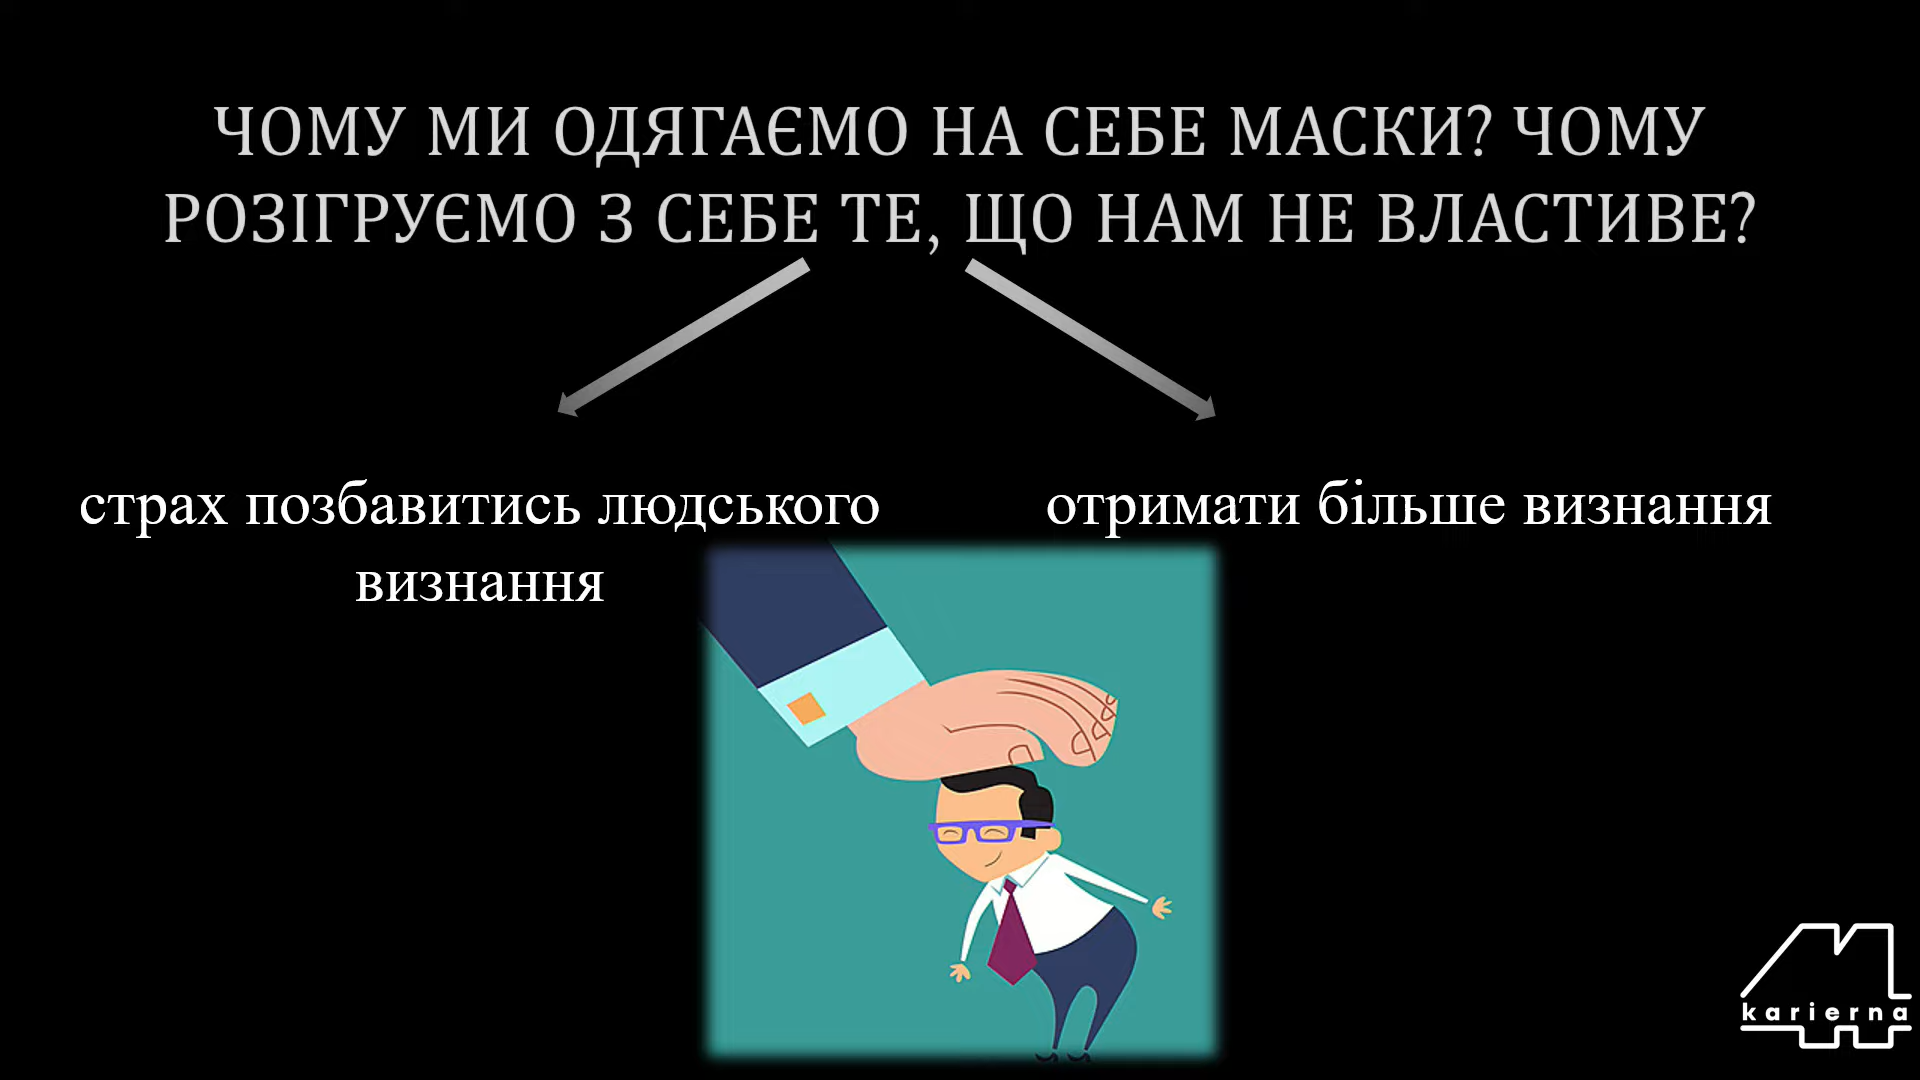 ЧОМУ МИ ОДЯГАЄМО НА СЕБЕ МАСКИ? ЧОМУ
РОЗІГРУЄМО З СЕБЕ ТЕ, ЩО НАМ НЕ ВЛАСТИВЕ?
страх позбавитись людського
визнання
отримати більше визнання
karierna